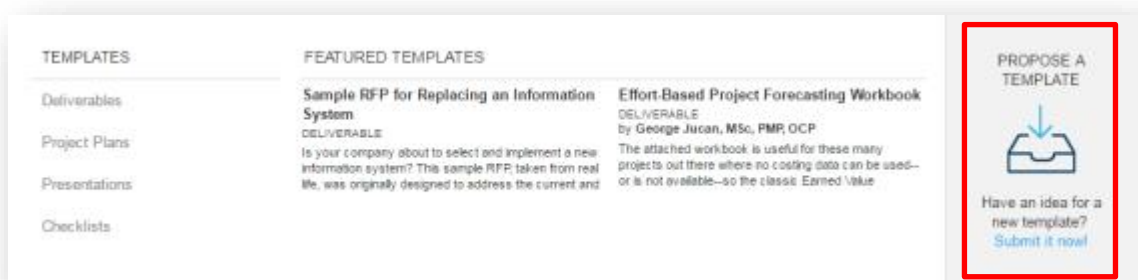 TEMPLATES
Deliverables
Project Plans
Presentations
Checklists
FEATURED TEMPLATES
Sample RFP for Replacing an Information
System
DELIVERABLE
Is your company about to select and implement a new
information system? This sample RFP, taken from real
life, was originally designed to address the current and
Effort-Based Project Forecasting Workbook
DELIVERABLE
by George Jucan, MSc, PMP, OCP
The attached workbook is useful for these many
projects out there where no costing data can be used--
or is not available--so the classic Earned Value
PROPOSE A
TEMPLATE
Have an idea for a
new template?
Submit it now!